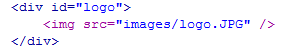 <div id="logo">
<img src="images/logo.JPG" />
</div>